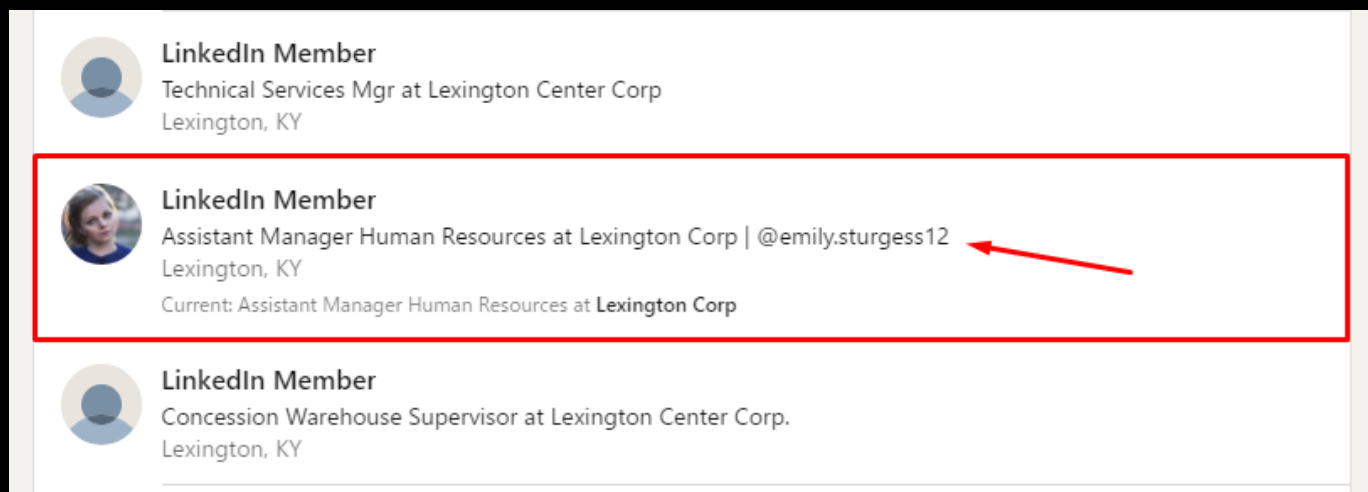 LinkedIn Member
Technical Services Mgr at Lexington Center Corp
Lexington, KY
LinkedIn Member
Assistant Manager Human Resources at Lexington Corp | @emily.sturgess12
Lexington, KY
Current: Assistant Manager Human Resources at Lexington Corp
LinkedIn Member
Concession Warehouse Supervisor at Lexington Center Corp.
Lexington, KY